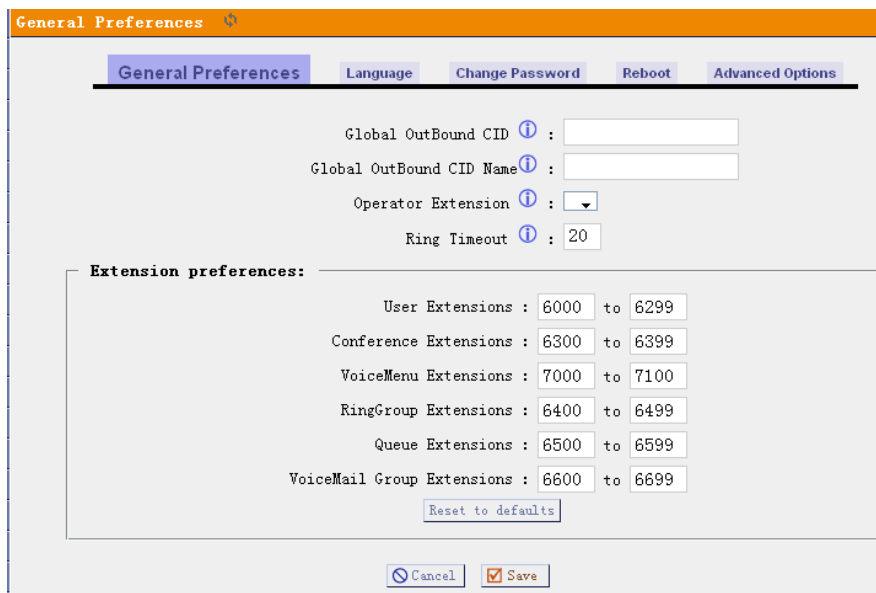 General Preferences
General Preferences Language Change Password Reboot Advanced Options
Global OutBound CID :
Global OutBound CID Name :
Operator Extension :
Ring Timeout : 20
Extension preferences:
User Extensions : 6000 to 6299
Conference Extensions : 6300 to 6399
VoiceMenu Extensions : 7000 to 7100
RingGroup Extensions : 6400 to 6499
Queue Extensions : 6500 to 6599
VoiceMail Group Extensions : 6600 to 6699
Reset to defaults
Cancel Save